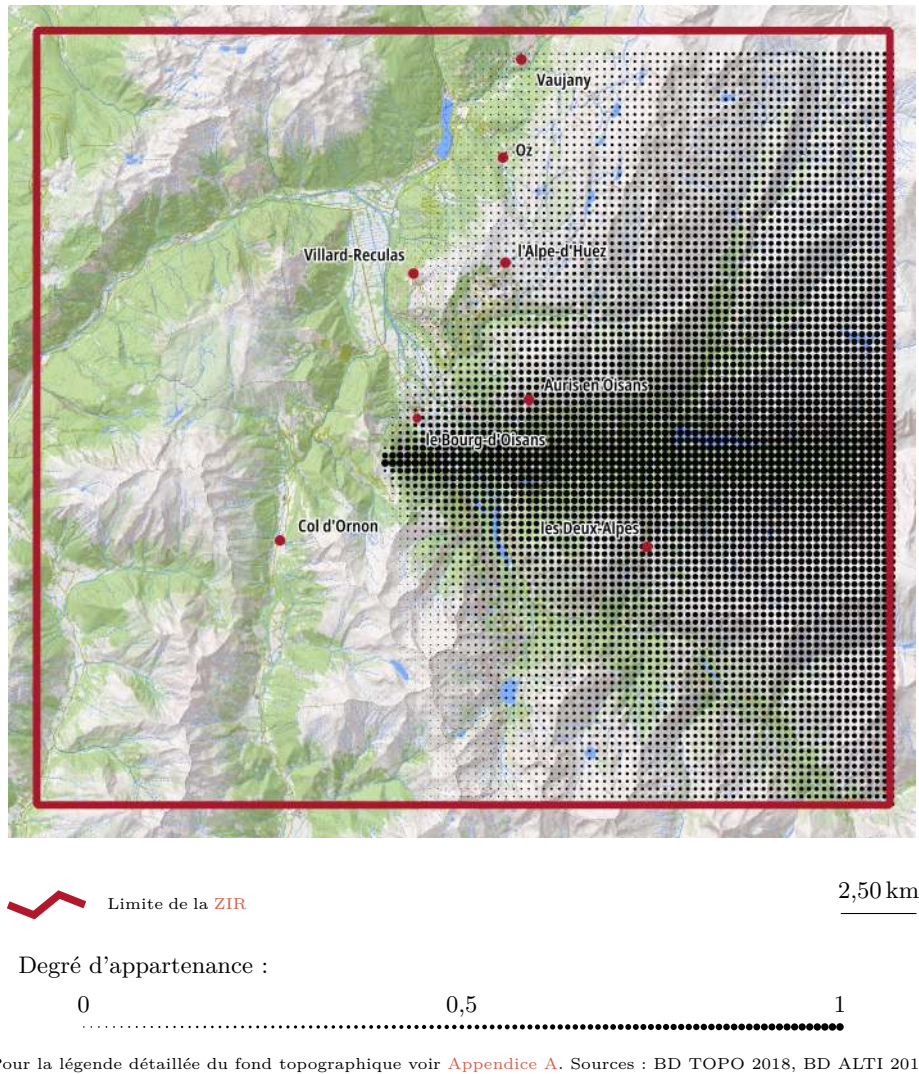 Vaujany
Oz
l'Alpe-d'Huez
Villard-Reculas
Auris en Oisans
le Bourg-d'Oisans
Col d'Ornon
les Deux-Alpes
Limite de la ZIR
2,50 km
Degré d'appartenance :
0 0,5 1
our la légende détaillée du fond topographique voir Appendice A. Sources : BD TOPO 2018, BD ALTI 201